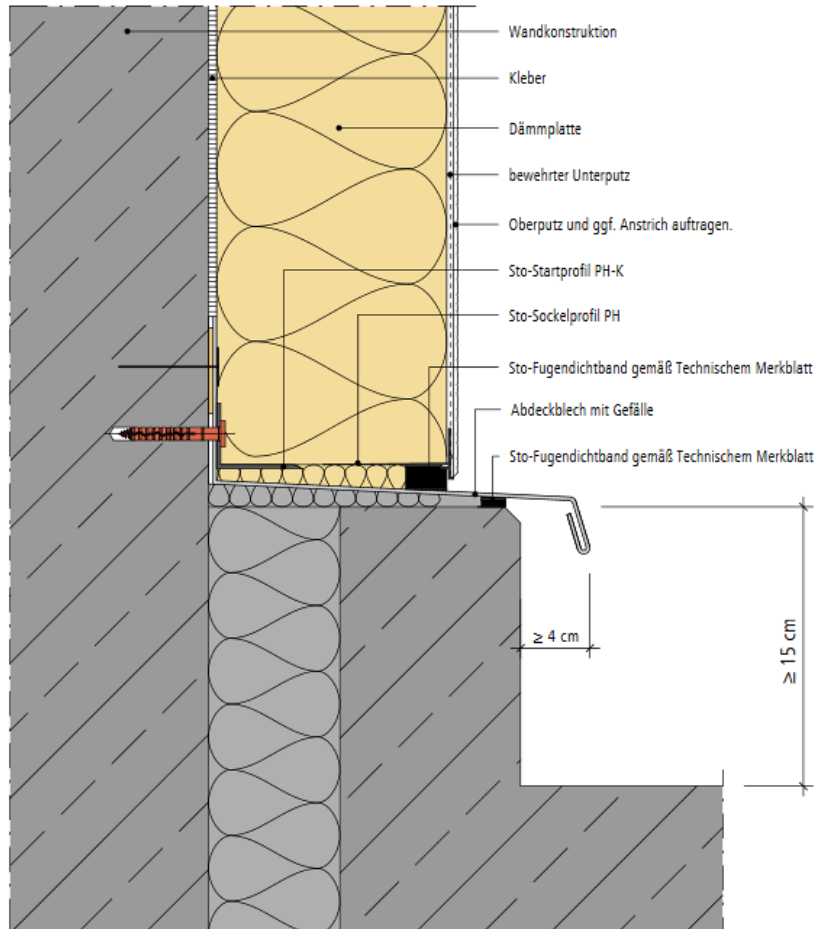 Wandkonstruktion
Kleber
Dämmplatte
bewehrter Unterputz
Oberputz und ggf. Anstrich auftragen.
Sto-Startprofil PH-K
Sto-Sockelprofil PH
Sto-Fugendichtband gemäß Technischem Merkblatt
Abdeckblech mit Gefälle
Sto-Fugendichtband gemäß Technischem Merkblatt
≥ 4 cm
≥ 15 cm